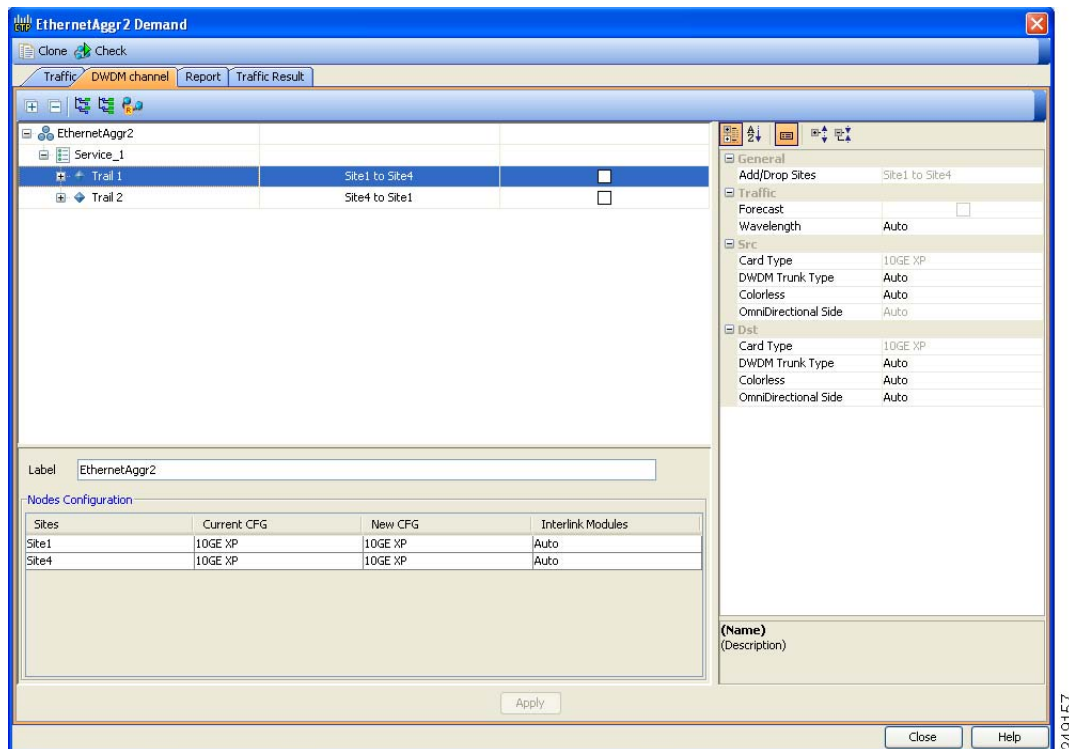 EthernetAggr2 Demand
Clone Check
Traffic DWDM channel Report Traffic Result
EthernetAggr2
Service_1
Trail 1 Site1 to Site4
Trail 2 Site4 to Site1
General
Add/Drop Sites Site1 to Site4
Traffic
Forecast
Wavelength Auto
Src
Card Type 10GE XP
DWDM Trunk Type Auto
Colorless Auto
OmniDirectional Side Auto
Dst
Card Type 10GE XP
DWDM Trunk Type Auto
Colorless Auto
OmniDirectional Side Auto
Label EthernetAggr2
Nodes Configuration
Sites Current CFG New CFG Interlink Modules
Site1 10GE XP 10GE XP Auto
Site4 10GE XP 10GE XP Auto
(Name)
(Description)
Apply
Close Help
249157